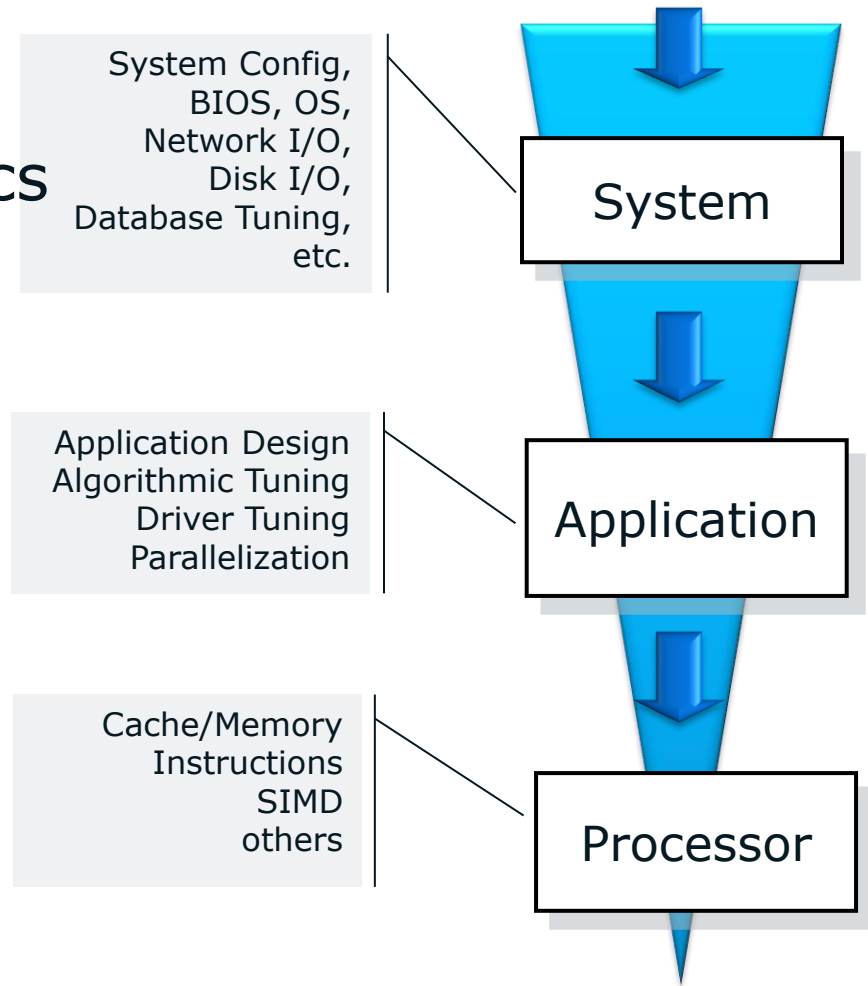 System Config,
BIOS, OS,
Network I/O,
cs
Disk I/O,
Database Tuning,
etc.
System
Application Design
Algorithmic Tuning
Driver Tuning
Parallelization
Application
Cache/Memory
Instructions
SIMD
others
Processor